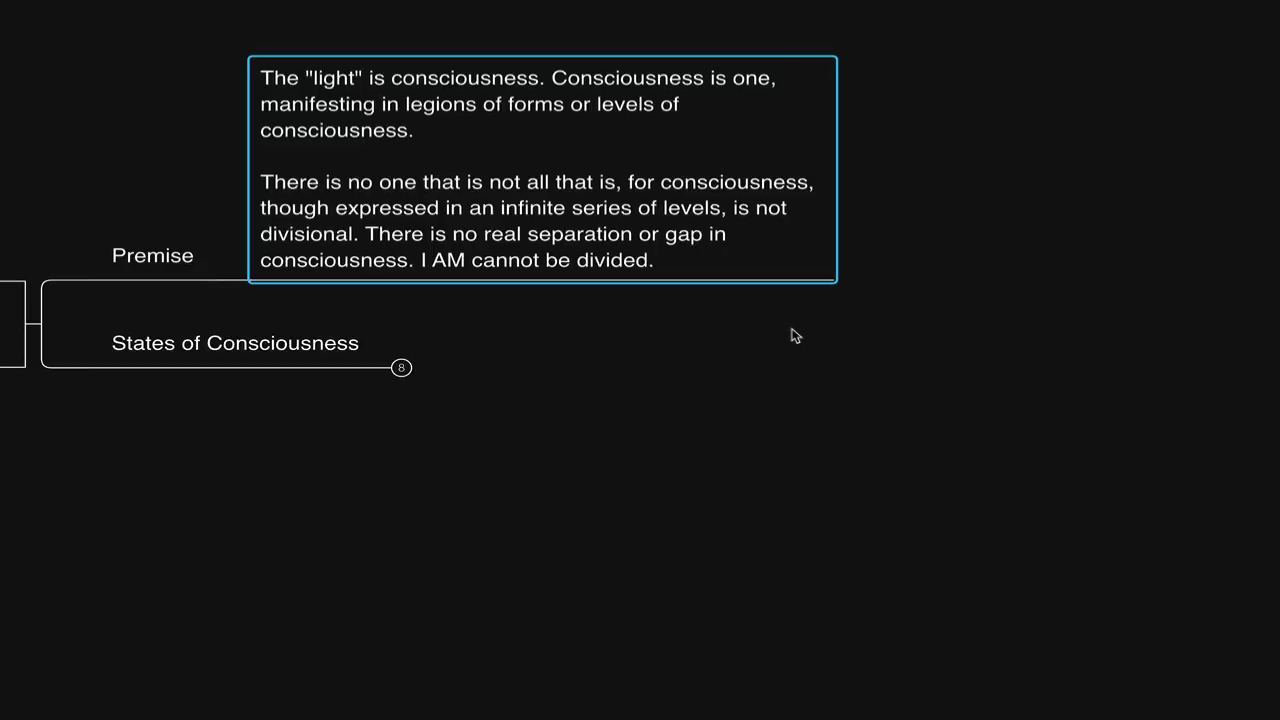 The "light" is consciousness. Consciousness is one,
manifesting in legions of forms or levels of
consciousness.
There is no one that is not all that is, for consciousness,
though expressed in an infinite series of levels, is not
divisional. There is no real separation or gap in
consciousness. I AM cannot be divided.
Premise
States of Consciousness
8